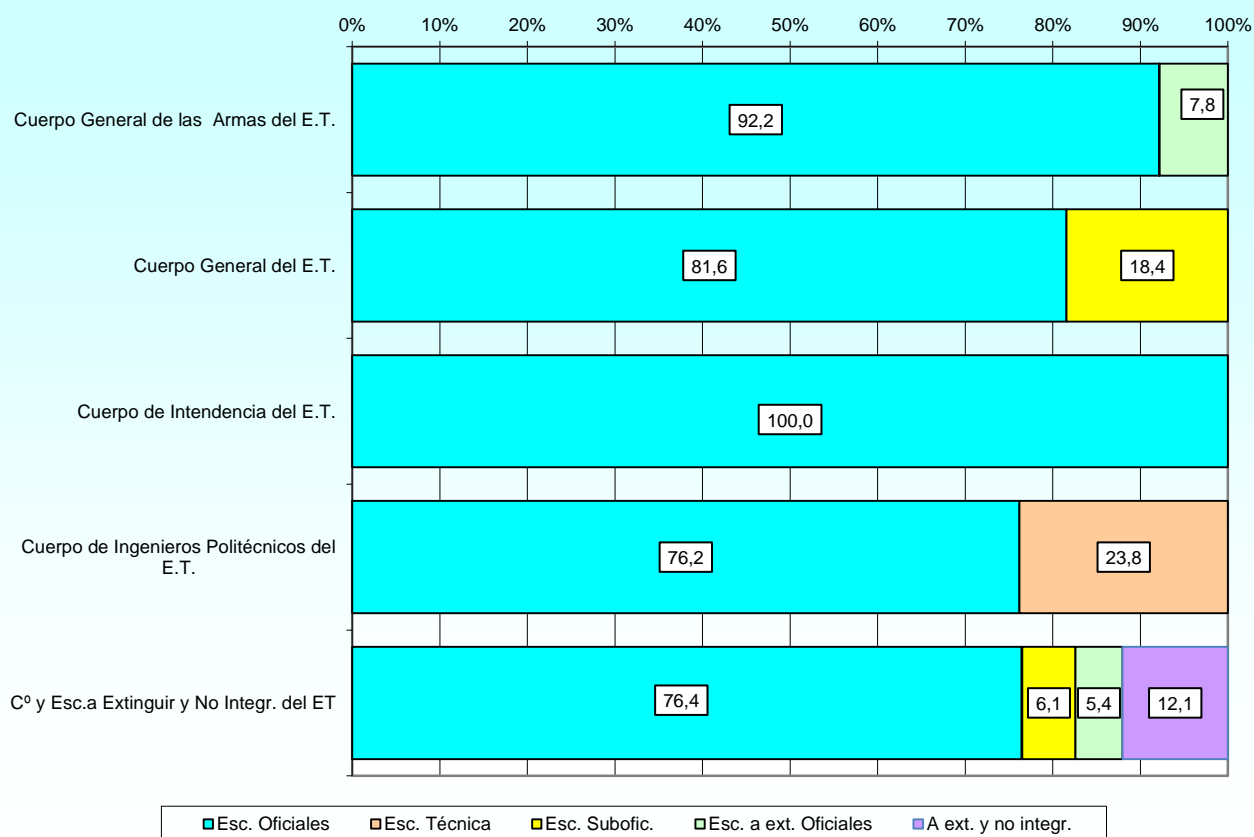 0% 10% 20% 30% 40% 50% 60% 70% 80% 90% 100%
Cuerpo General de las Armas del E.T.
92,2
7,8
Cuerpo General del E.T.
81,6
18,4
Cuerpo de Intendencia del E.T.
100,0
Cuerpo de Ingenieros Politécnicos del
E.T.
76,2
23,8
Cº y Esc.a Extinguir y No Integr. del ET
76,4
6,1
5,4
12,1
Esc. Oficiales Esc. Técnica Esc. Subofic. Esc. a ext. Oficiales A ext. y no integr.